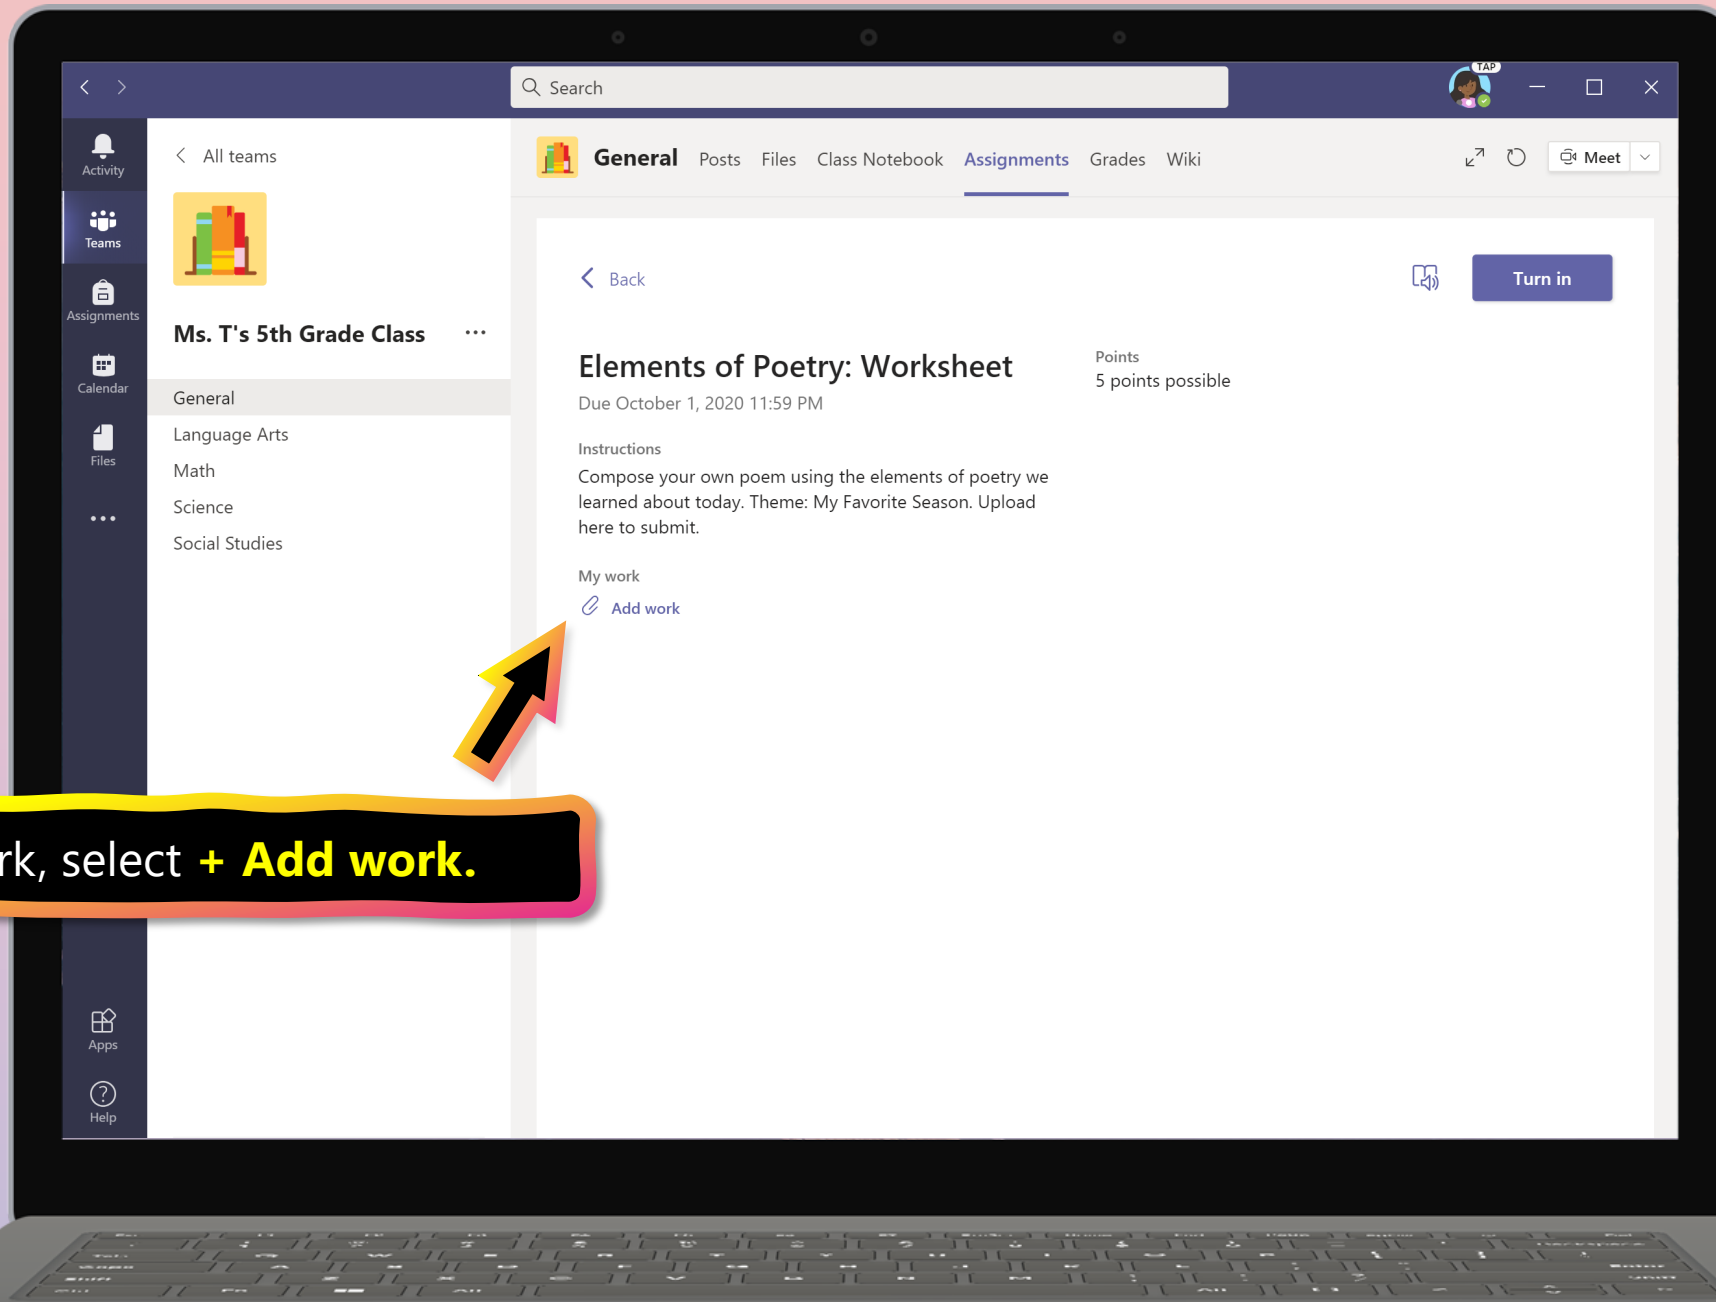 Search
TAP
Activity
Teams
Assignments
Calendar
Files
Apps
Help
All teams
Ms. T's 5th Grade Class
General
Language Arts
Math
Science
Social Studies
General Posts Files Class Notebook Assignments Grades Wiki
Meet
Back
Turn in
Elements of Poetry: Worksheet
Due October 1, 2020 11:59 PM
Points
5 points possible
Instructions
Compose your own poem using the elements of poetry we
learned about today. Theme: My Favorite Season. Upload
here to submit.
My work
Add work
rk, select + Add work.